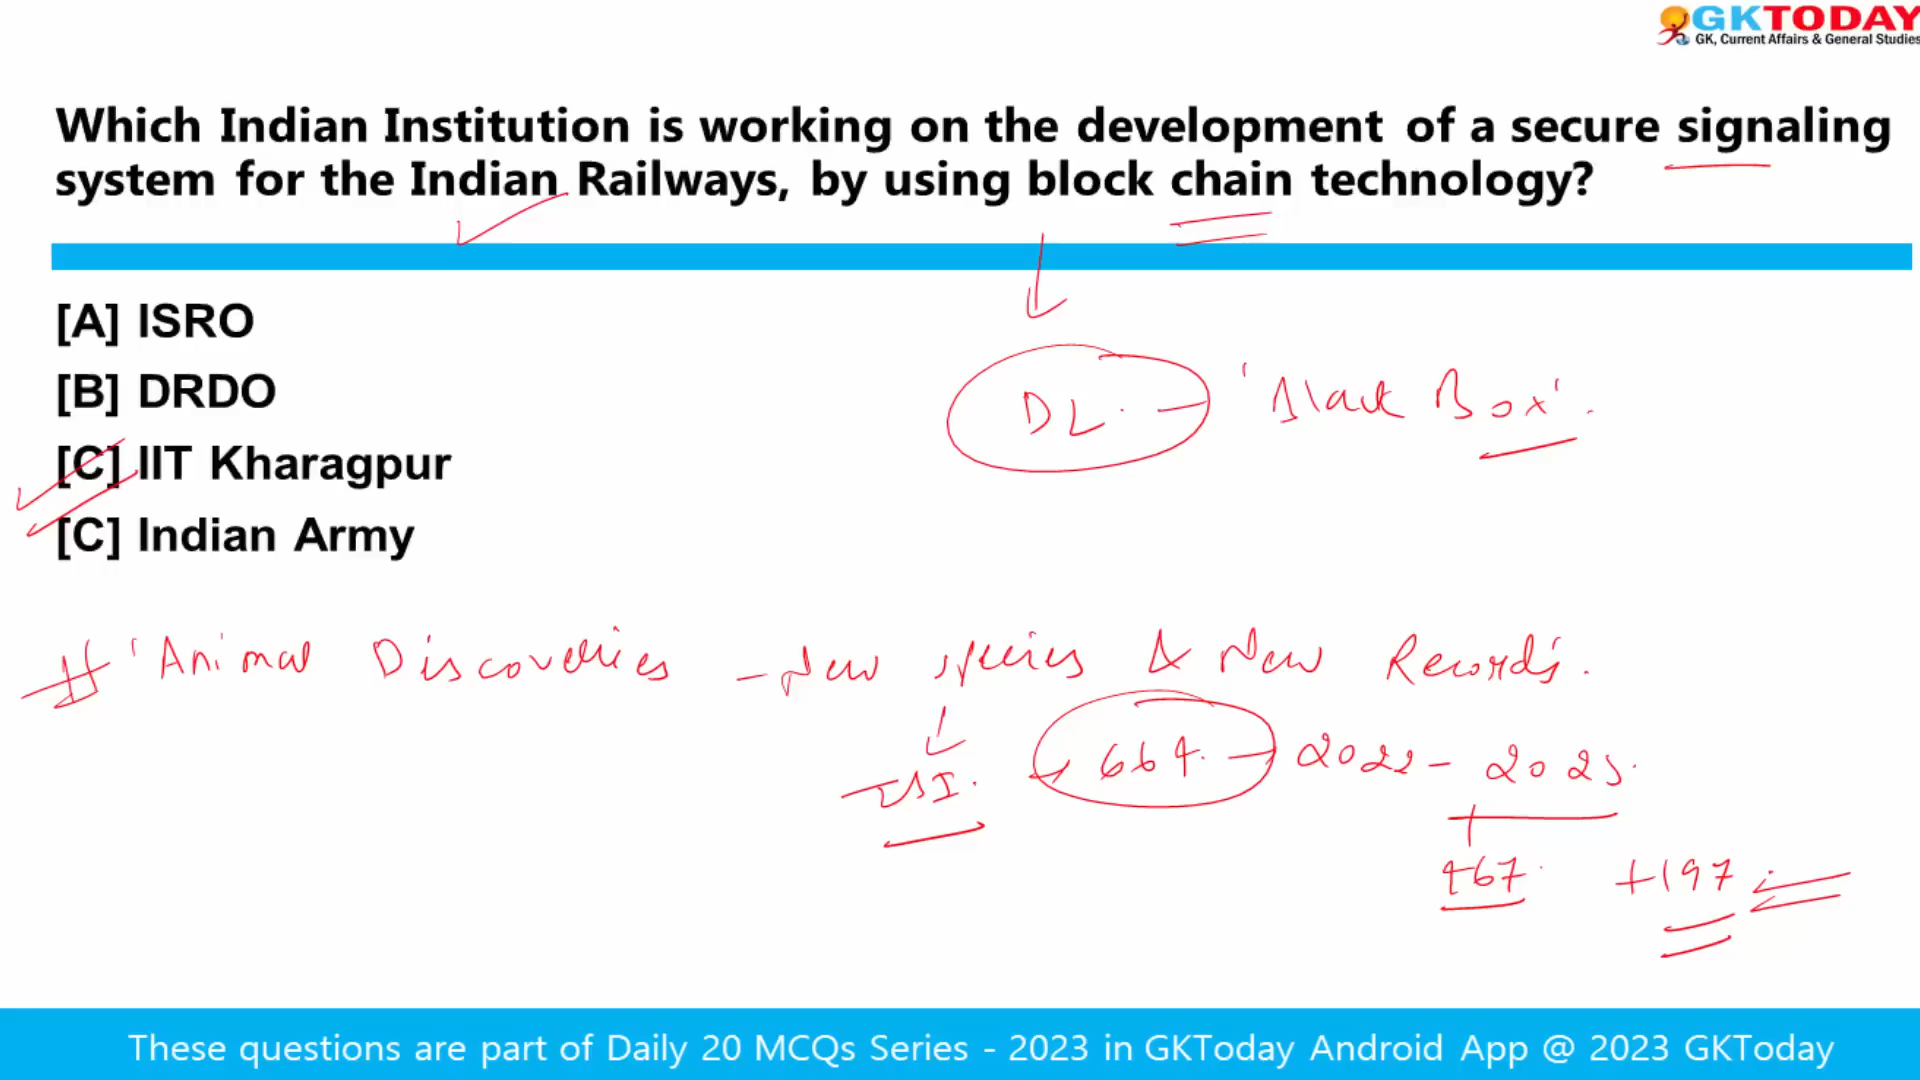 GKTODAY
GK, Current Affairs & General Studies
Which Indian Institution is working on the development of a secure signaling
system for the Indian Railways, by using block chain technology?
[A] ISRO
[B] DRDO
[C] IIT Kharagpur
[C] Indian Army
DL. - 'Black Box'.
# 'Animal Discoveries - New species & New Records'.
664. - 2022 - 2023.
467. +197
These questions are part of Daily 20 MCQs Series - 2023 in GKToday Android App @ 2023 GKToday